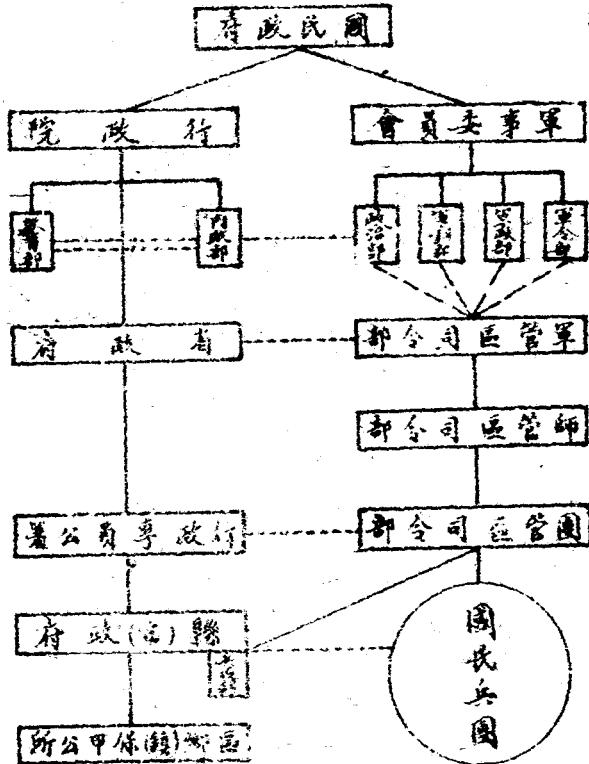 國民政府
行政院
軍事委員會
內政部
政治部
軍訓部
軍政部
軍令部
省政府
軍管區司令部
師管區司令部
行政專員公署
團管區司令部
縣(市)政府
國民兵團
區鄉(鎮)保甲公所